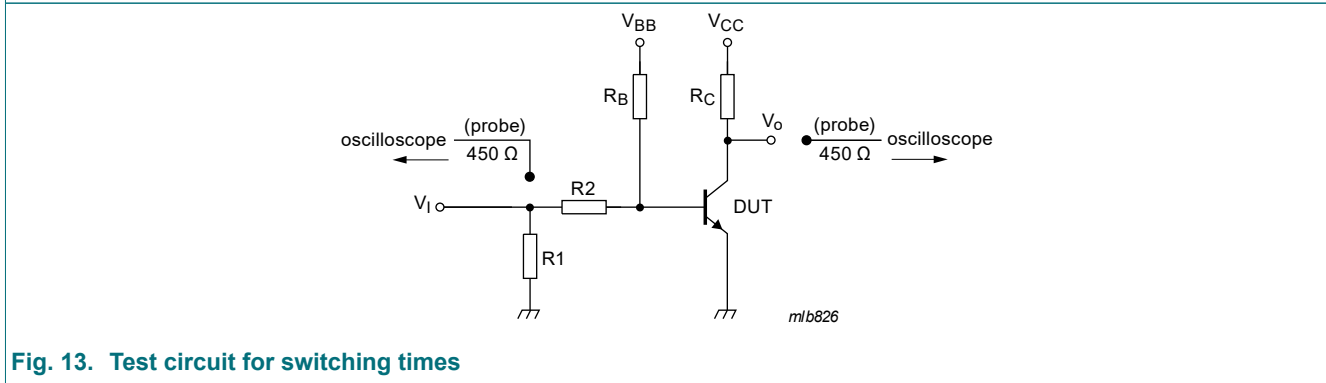 VBB
VCC
RB
RC
Vo
(probe)
oscilloscope
450 Ω
(probe)
oscilloscope
450 Ω
R2
VI
DUT
R1
mlb826
Fig. 13. Test circuit for switching times